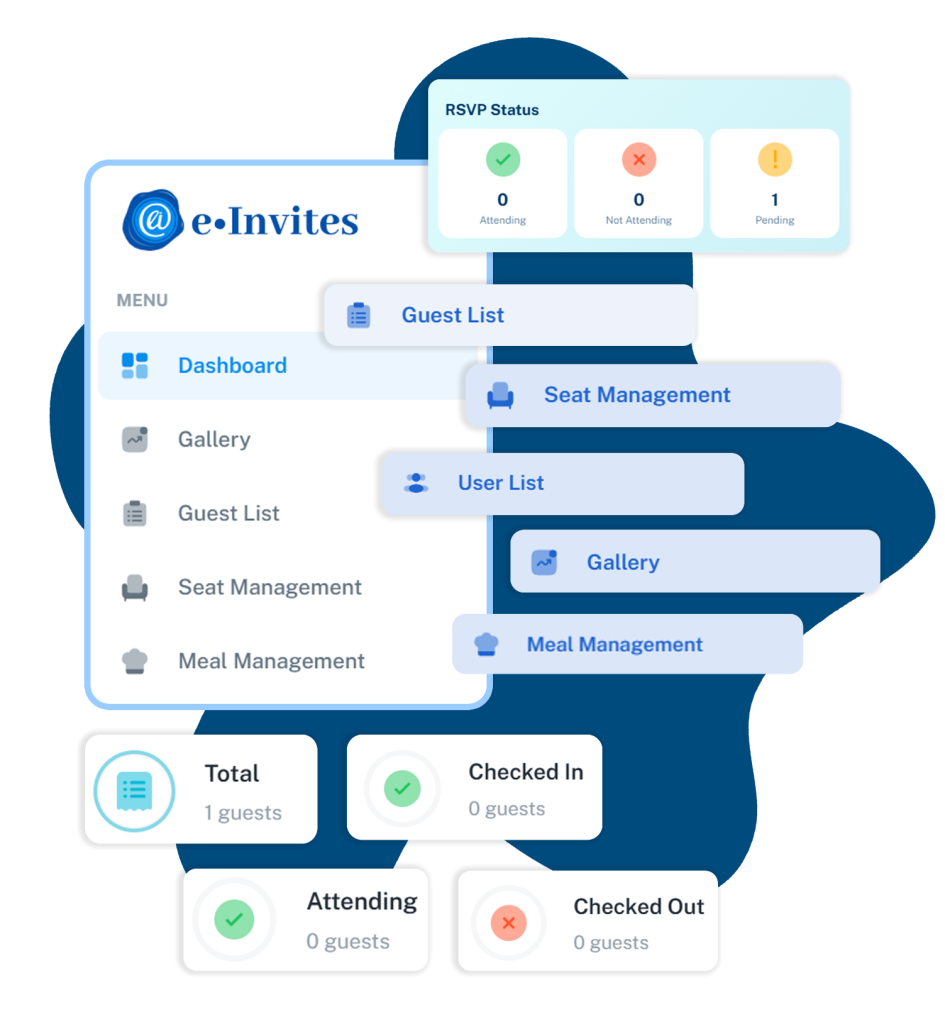 RSVP Status
0
Attending
0
Not Attending
1
Pending
@ e•Invites
MENU
Dashboard
Gallery
Guest List
Seat Management
Meal Management
Guest List
Seat Management
User List
Gallery
Meal Management
Total
1 guests
Checked In
0 guests
Attending
0 guests
Checked Out
0 guests